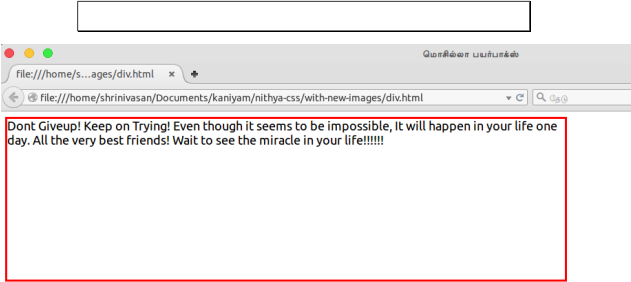 மொசில்லா பயர்பாக்ஸ்
file:///home/s...ages/div.html
file:///home/shrinivasan/Documents/kaniyam/nithya-css/with-new-images/div.html
தேடு
Dont Giveup! Keep on Trying! Even though it seems to be impossible, It will happen in your life one
day. All the very best friends! Wait to see the miracle in your life!!!!!!